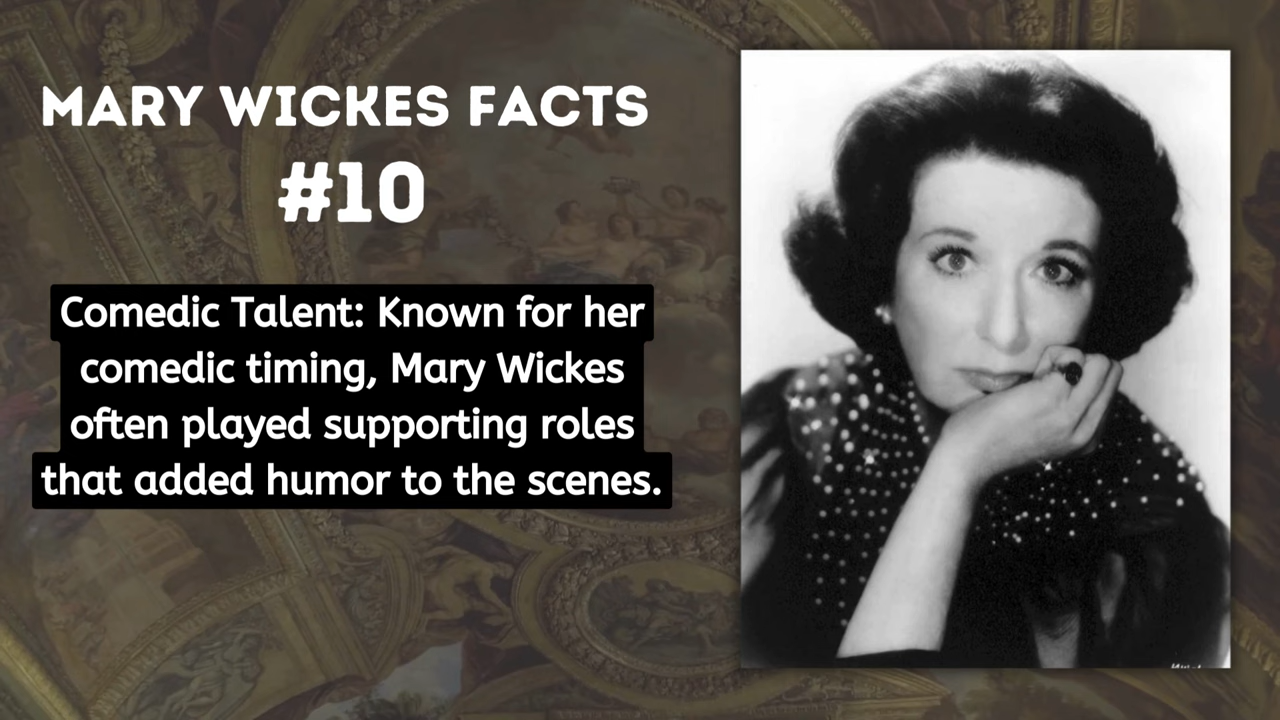 MARY WICKES FACTS
#10
Comedic Talent: Known for her
comedic timing, Mary Wickes
often played supporting roles
that added humor to the scenes.